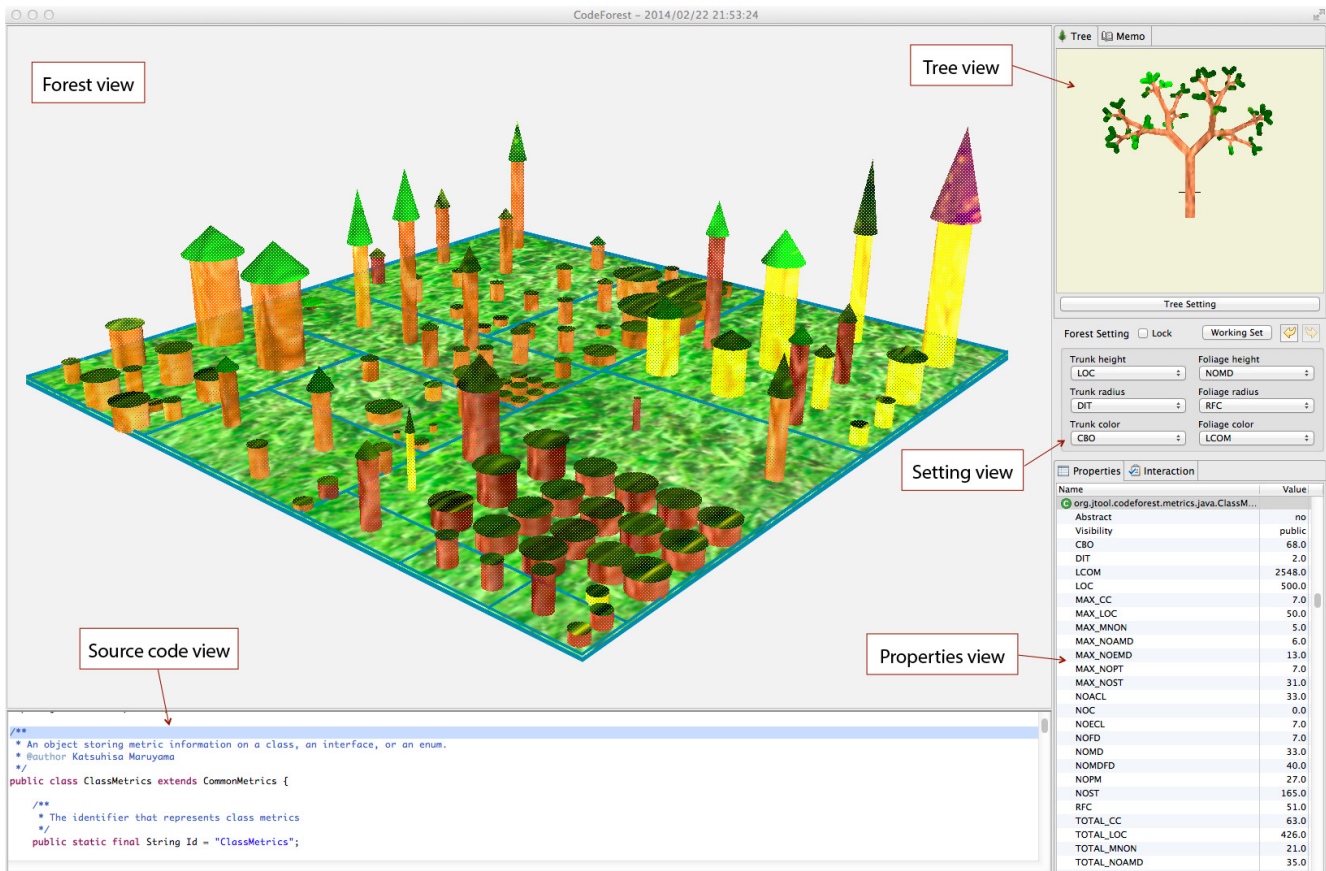 CodeForest - 2014/02/22 21:53:24
Forest view
Tree view
Tree Memo
Tree Setting
Forest Setting Lock Working Set
Trunk height Foliage height
LOC NOMD
Trunk radius Foliage radius
DIT RFC
Trunk color Foliage color
CBO LCOM
Setting view
Properties Interaction
Name Value
org.jtool.codeforest.metrics.java.ClassM...
Abstract no
Visibility public
CBO 68.0
DIT 2.0
LCOM 2548.0
LOC 500.0
MAX_CC 7.0
MAX_LOC 50.0
MAX_MNON 5.0
MAX_NOAMD 6.0
MAX_NOEMD 13.0
MAX_NOPT 7.0
MAX_NOST 31.0
NOACL 33.0
NOC 0.0
NOECL 7.0
NOFD 7.0
NOMD 33.0
NOMDFD 40.0
NOPM 27.0
NOST 165.0
RFC 51.0
TOTAL_CC 63.0
TOTAL_LOC 426.0
TOTAL_MNON 21.0
TOTAL_NOAMD 35.0
Properties view
Source code view
/**
* An object storing metric information on a class, an interface, or an enum.
* @author Katsuhisa Maruyama
*/
public class ClassMetrics extends CommonMetrics {
/**
* The identifier that represents class metrics
*/
public static final String Id = "ClassMetrics";